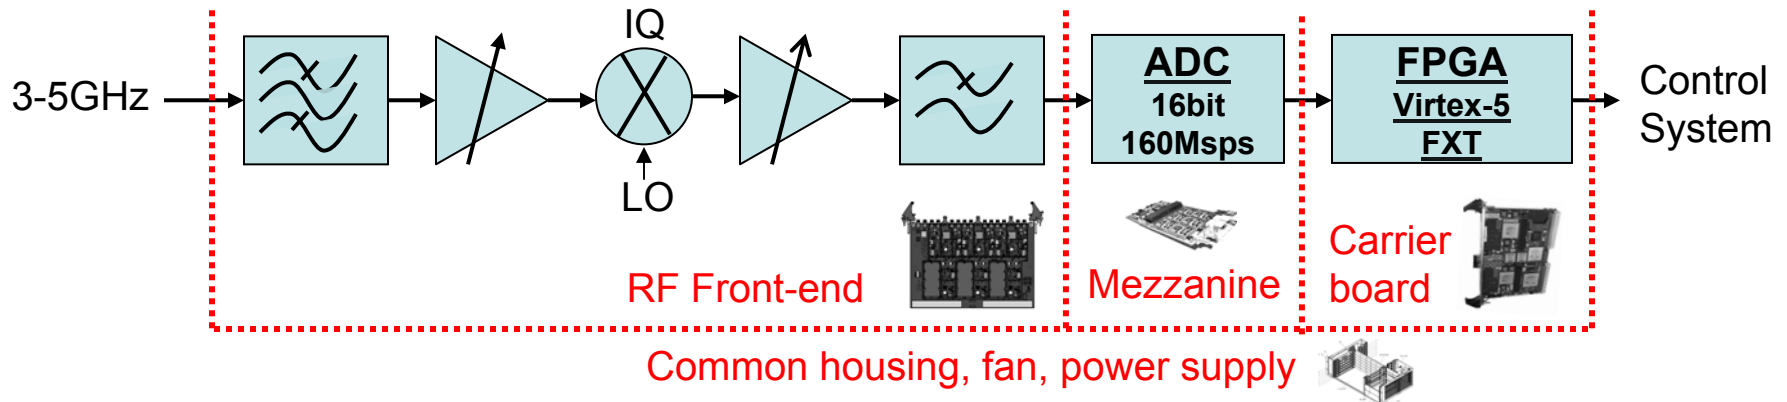 3-5GHz
IQ
LO
ADC
16bit
160Msps
FPGA
Virtex-5
FXT
Control
System
RF Front-end
Mezzanine
Carrier
board
Common housing, fan, power supply